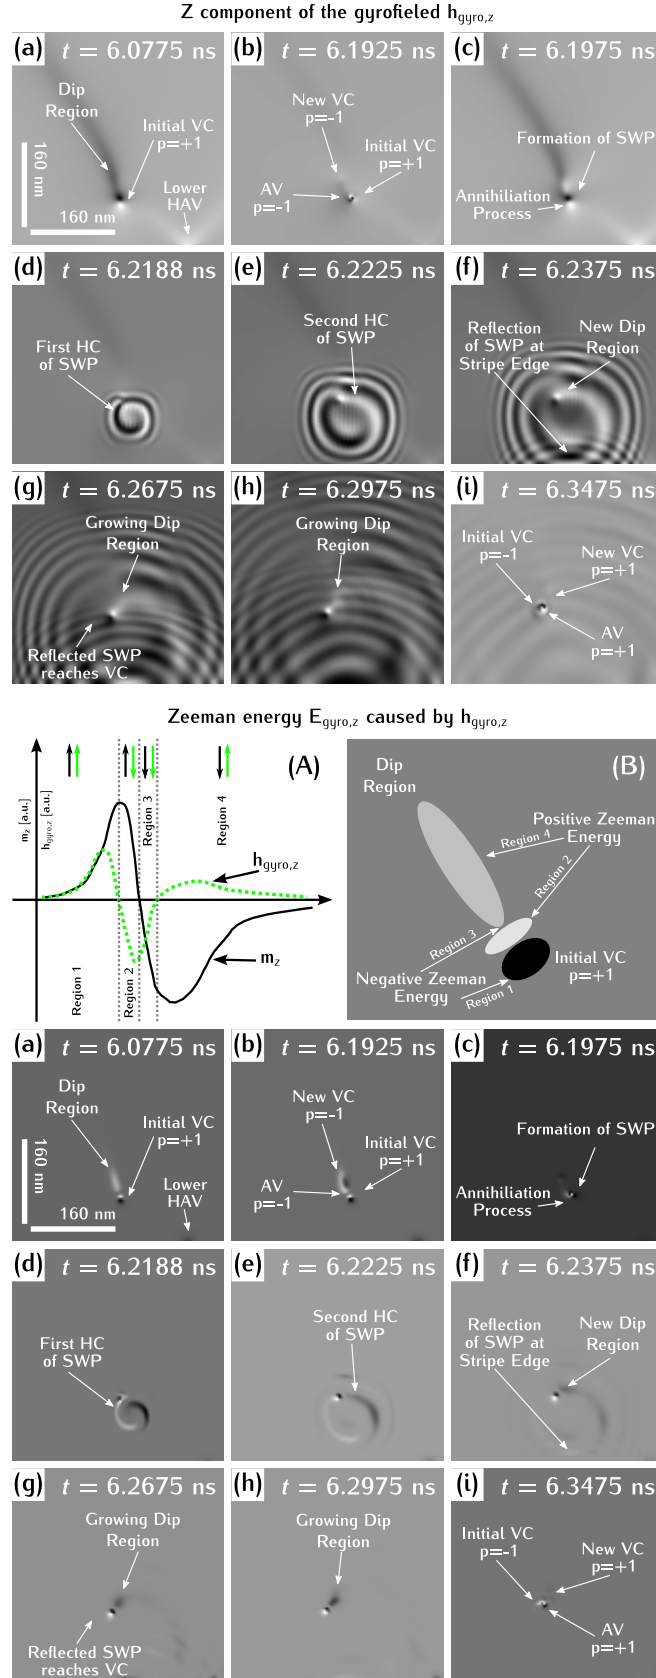 Z component of the gyrofieled h_gyro,z
(a) t = 6.0775 ns
Dip
Region
Initial VC
p=+1
160 nm
160 nm
Lower
HAV
(b) t = 6.1925 ns
New VC
p=-1
Initial VC
p=+1
AV
p=-1
(c) t = 6.1975 ns
Formation of SWP
Annihiliation
Process
(d) t = 6.2188 ns
First HC
of SWP
(e) t = 6.2225 ns
Second HC
of SWP
(f) t = 6.2375 ns
Reflection
of SWP at
Stripe Edge
New Dip
Region
(g) t = 6.2675 ns
Growing Dip
Region
Reflected SWP
reaches VC
(h) t = 6.2975 ns
Growing Dip
Region
(i) t = 6.3475 ns
Initial VC
p=-1
New VC
p=+1
AV
p=+1
Zeeman energy E_gyro,z caused by h_gyro,z
(A)
m_z [a.u.]
h_gyro,z [a.u.]
Region 3
Region 4
h_gyro,z
m_z
Region 1
Region 2
(B)
Dip
Region
Positive Zeeman
Energy
Region 4
Region 2
Region 3
Negative Zeeman
Energy
Region 1
Initial VC
p=+1
(a) t = 6.0775 ns
Dip
Region
Initial VC
p=+1
160 nm
160 nm
Lower
HAV
(b) t = 6.1925 ns
New VC
p=-1
Initial VC
p=+1
AV
p=-1
(c) t = 6.1975 ns
Formation of SWP
Annihiliation
Process
(d) t = 6.2188 ns
First HC
of SWP
(e) t = 6.2225 ns
Second HC
of SWP
(f) t = 6.2375 ns
Reflection
of SWP at
Stripe Edge
New Dip
Region
(g) t = 6.2675 ns
Growing Dip
Region
Reflected SWP
reaches VC
(h) t = 6.2975 ns
Growing Dip
Region
(i) t = 6.3475 ns
Initial VC
p=-1
New VC
p=+1
AV
p=+1